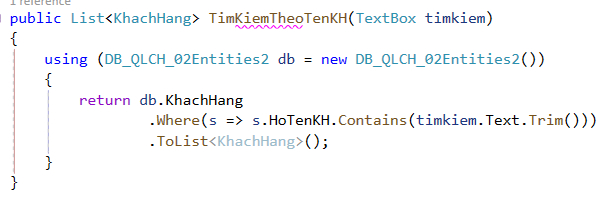 1 reference
public List<KhachHang> TimKiemTheoTenKH(TextBox timkiem)
{
    using (DB_QLCH_02Entities2 db = new DB_QLCH_02Entities2())
    {
        return db.KhachHang
                .Where(s => s.HoTenKH.Contains(timkiem.Text.Trim()))
                .ToList<KhachHang>();
    }
}